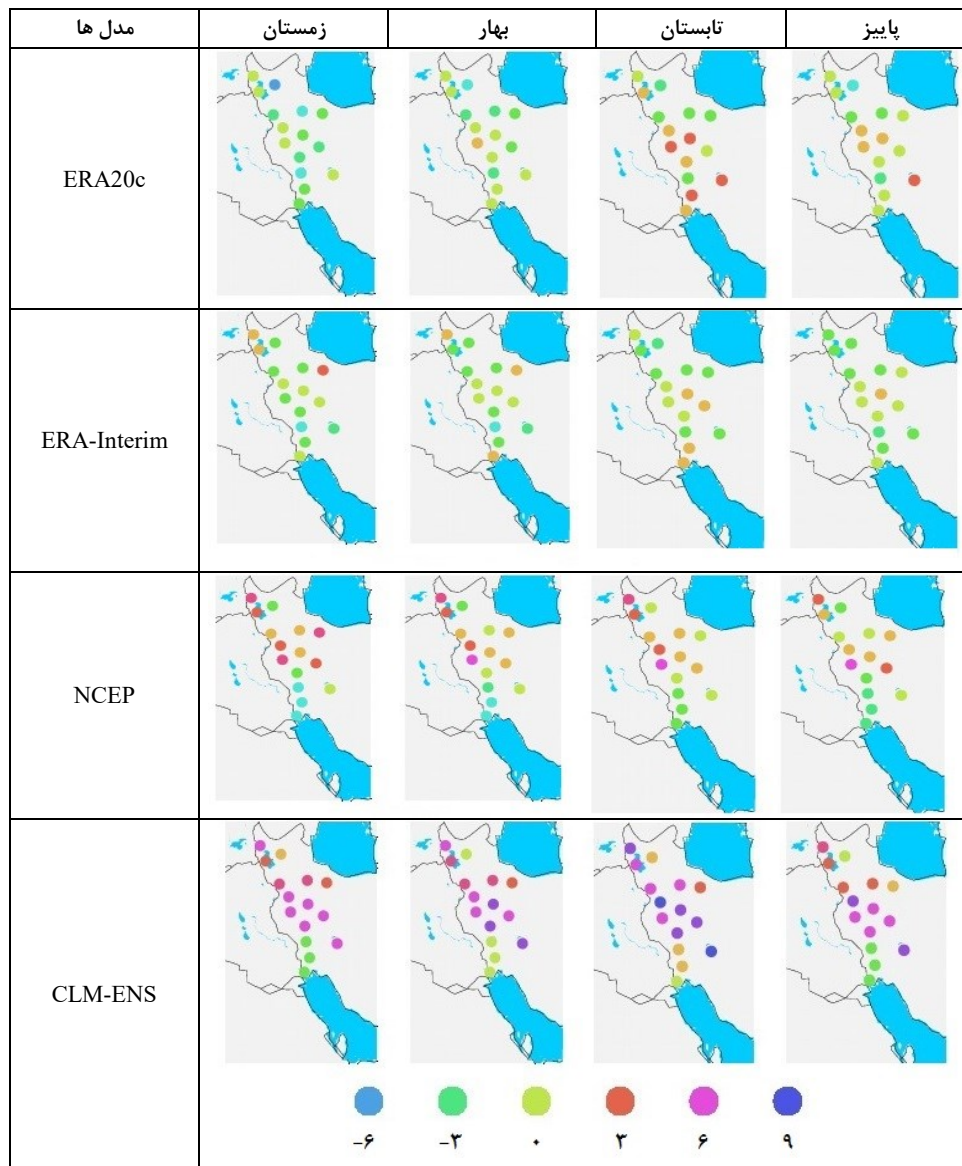 مدل ها زمستان بهار تابستان پاییز
ERA20c
ERA-Interim
NCEP
CLM-ENS
-۶ -۳ ۰ ۳ ۶ ۹